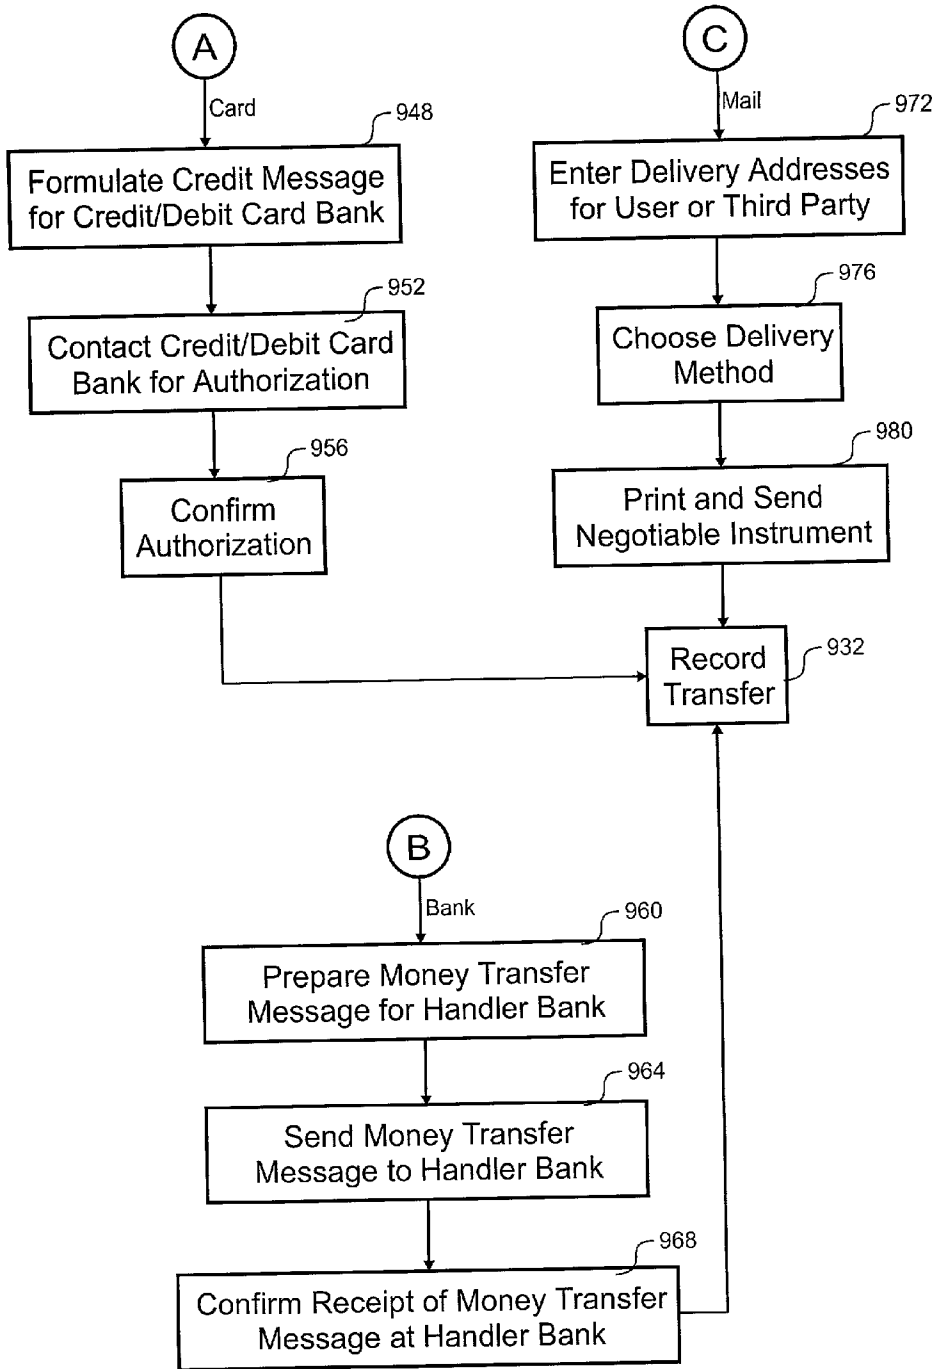 A
Card
948
Formulate Credit Message
for Credit/Debit Card Bank
952
Contact Credit/Debit Card
Bank for Authorization
956
Confirm
Authorization
C
Mail
972
Enter Delivery Addresses
for User or Third Party
976
Choose Delivery
Method
980
Print and Send
Negotiable Instrument
932
Record
Transfer
B
Bank
960
Prepare Money Transfer
Message for Handler Bank
964
Send Money Transfer
Message to Handler Bank
968
Confirm Receipt of Money Transfer
Message at Handler Bank